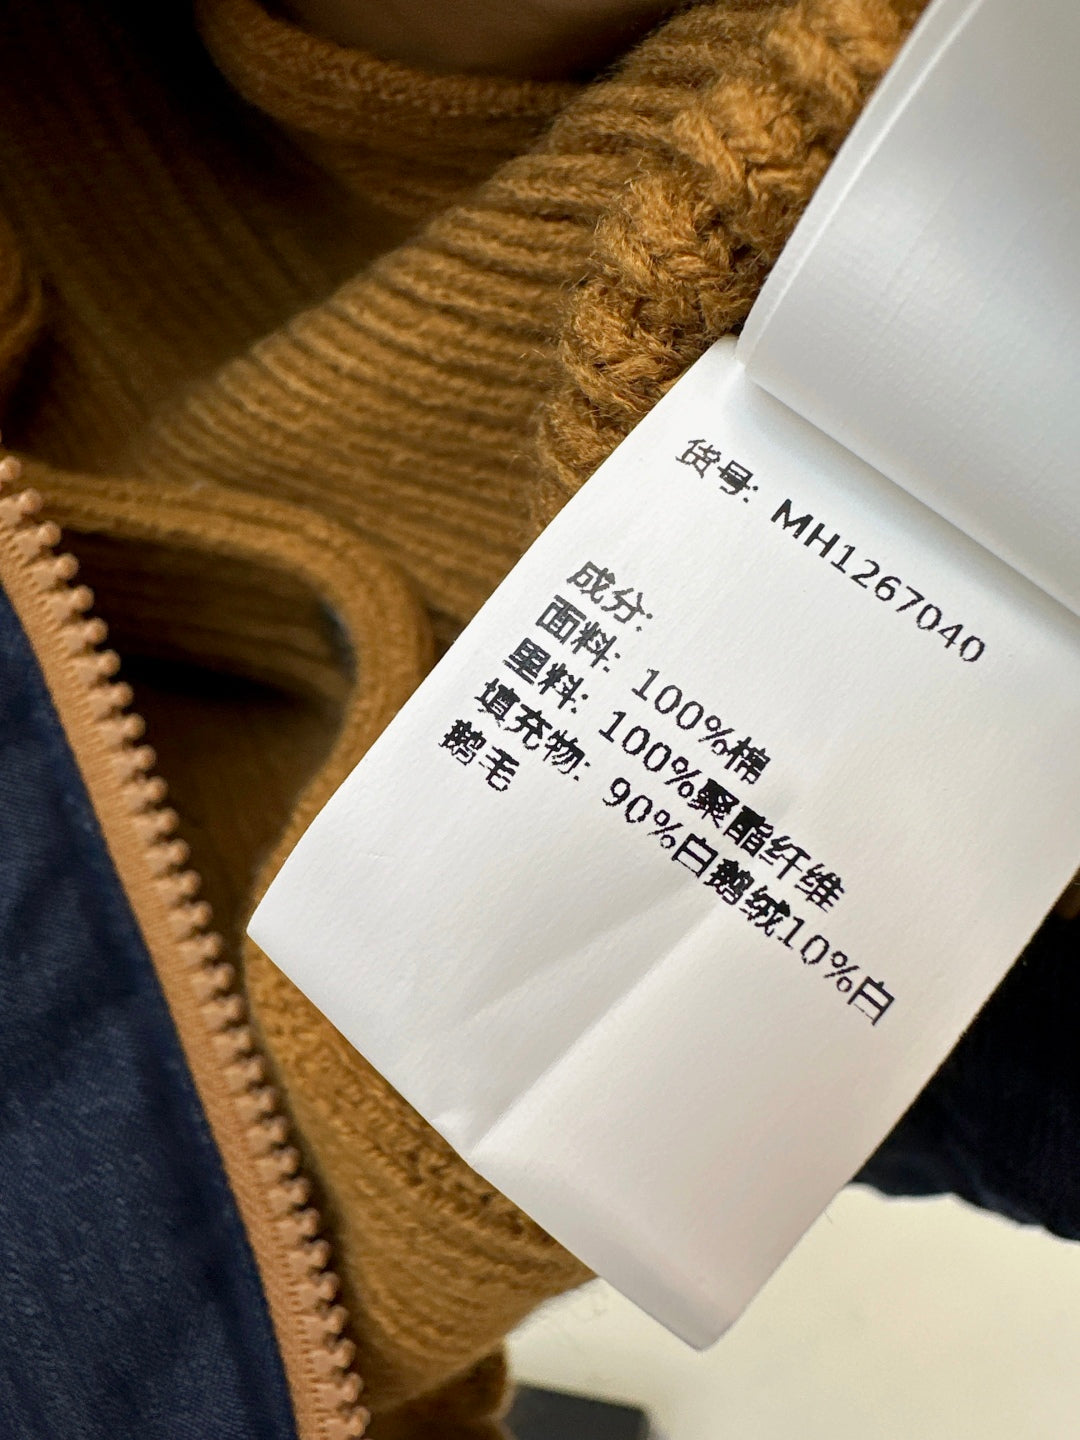 货号: MH1267040
成分:
面料: 100%棉
里料: 100%聚酯纤维
填充物: 90%白鹅绒10%白
鹅毛